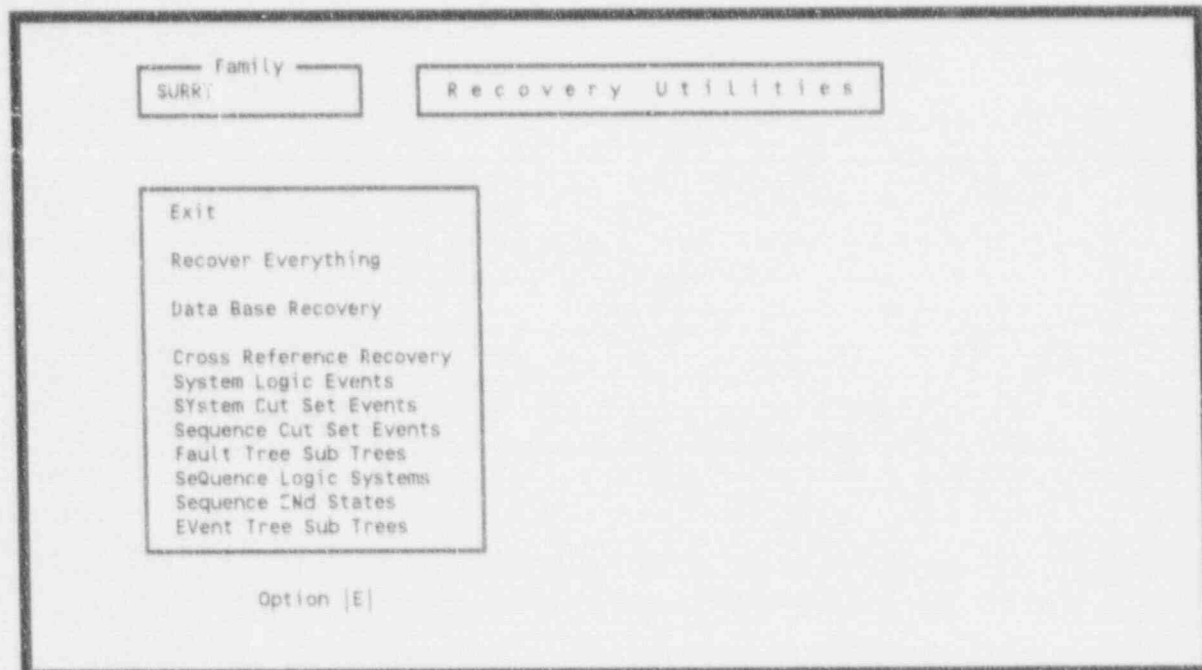 Family
SURRY
Recovery Utilities
Exit
Recover Everything
Data Base Recovery
Cross Reference Recovery
System Logic Events
SYstem Cut Set Events
Sequence Cut Set Events
Fault Tree Sub Trees
SeQuence Logic Systems
Sequence ENd States
EVent Tree Sub Trees
Option |E|